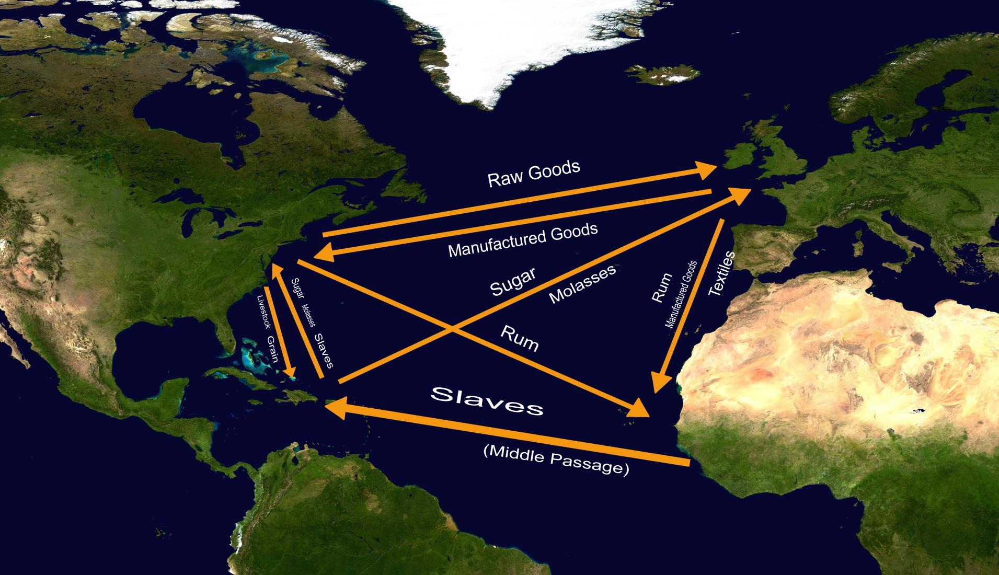 Raw Goods
Manufactured Goods
Sugar
Molasses
Rum
Manufactured Goods
Textiles
Sugar Molasses Slaves
Livestock Grain
Rum
Slaves
(Middle Passage)